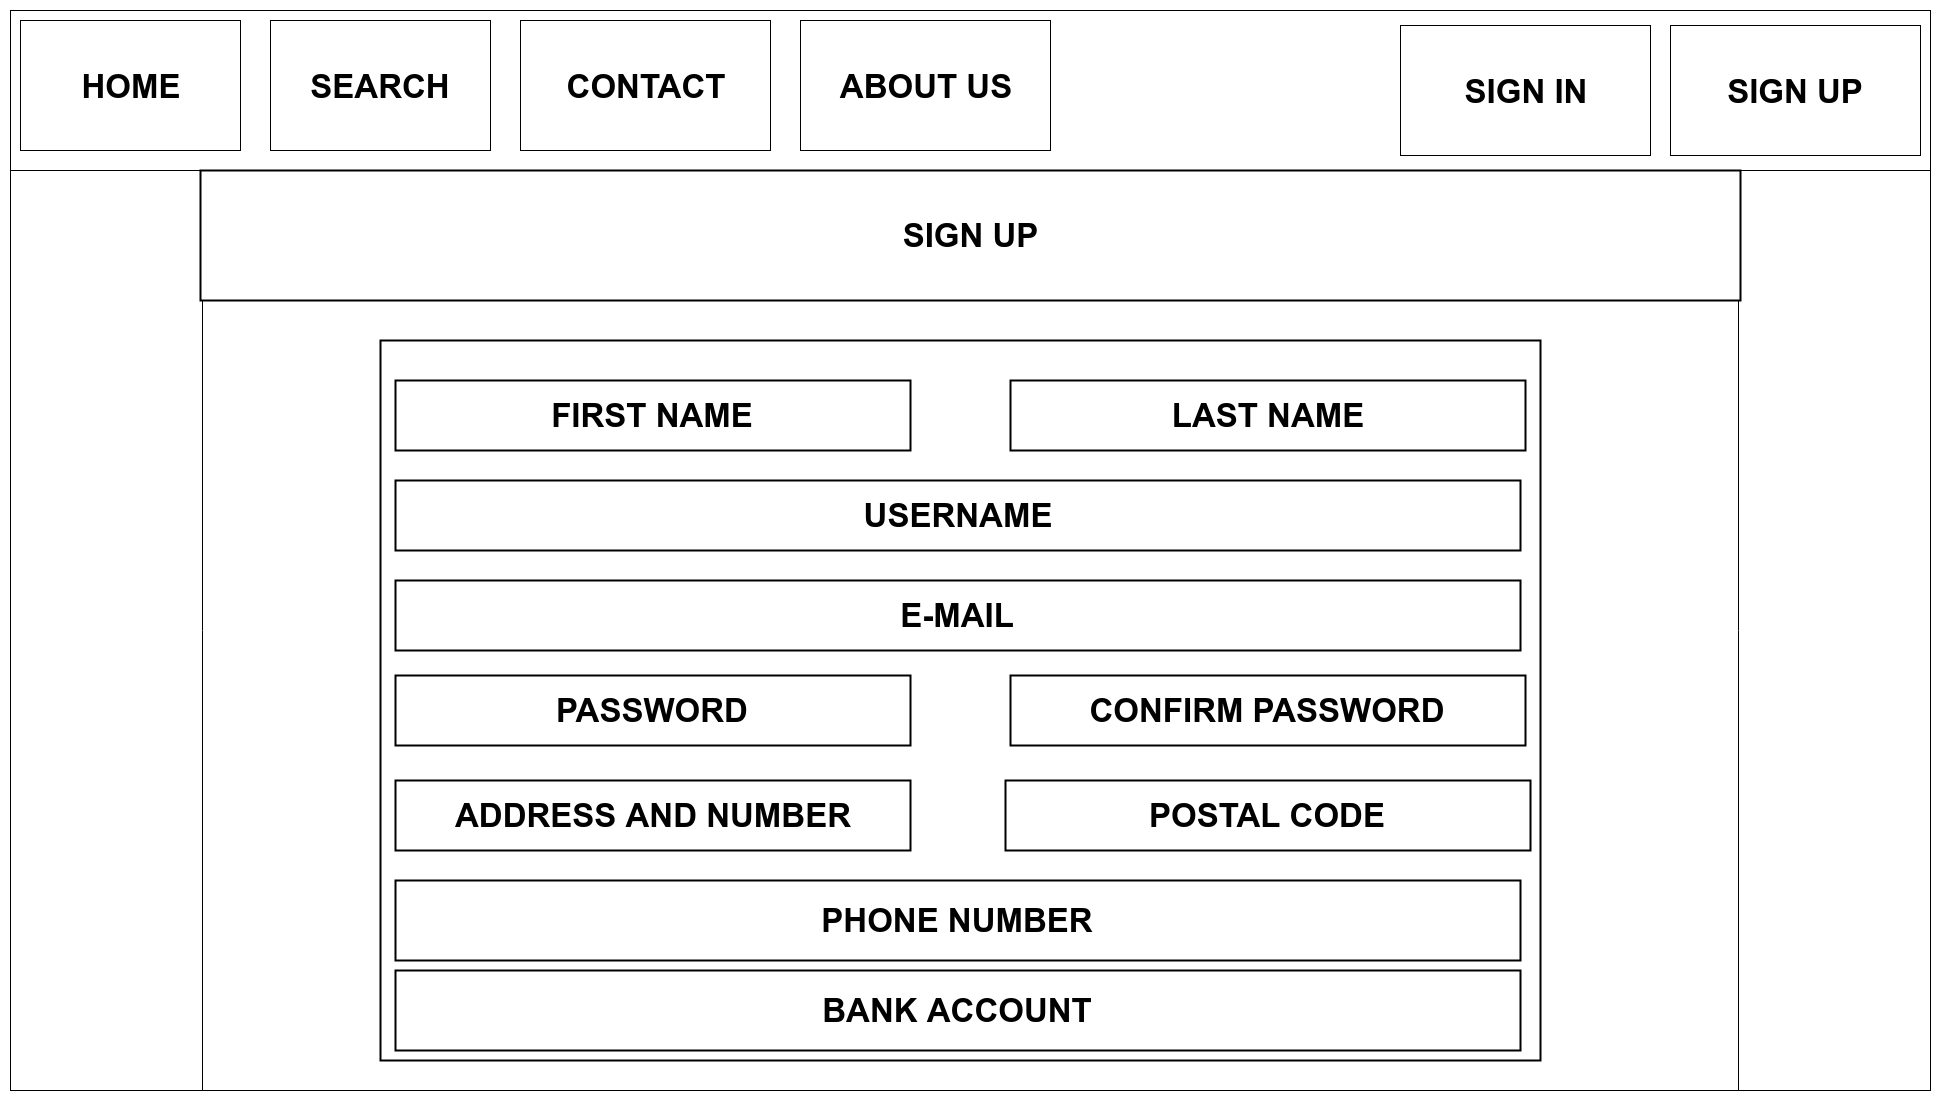 HOME
SEARCH
CONTACT
ABOUT US
SIGN IN
SIGN UP
SIGN UP
FIRST NAME
LAST NAME
USERNAME
E-MAIL
PASSWORD
CONFIRM PASSWORD
ADDRESS AND NUMBER
POSTAL CODE
PHONE NUMBER
BANK ACCOUNT